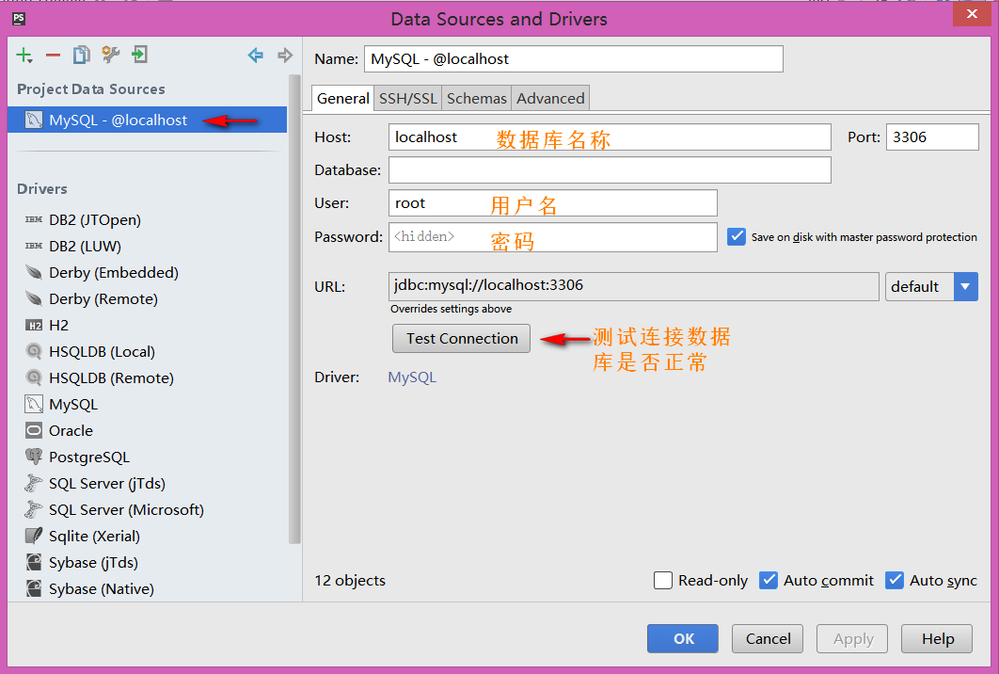 PS
Data Sources and Drivers
Project Data Sources
MySQL - @localhost
Drivers
IBM DB2 (JTOpen)
IBM DB2 (LUW)
Derby (Embedded)
Derby (Remote)
H2 H2
HSQLDB (Local)
HSQLDB (Remote)
MySQL
Oracle
PostgreSQL
SQL Server (jTds)
SQL Server (Microsoft)
Sqlite (Xerial)
Sybase (jTds)
Sybase (Native)
Name: MySQL - @localhost
General SSH/SSL Schemas Advanced
Host: localhost 数据库名称 Port: 3306
Database:
User: root 用户名
Password: <hidden> 密码 Save on disk with master password protection
URL: jdbc:mysql://localhost:3306 default
Overrides settings above
Test Connection 测试连接数据
库是否正常
Driver: MySQL
12 objects Read-only Auto commit Auto sync
OK Cancel Apply Help